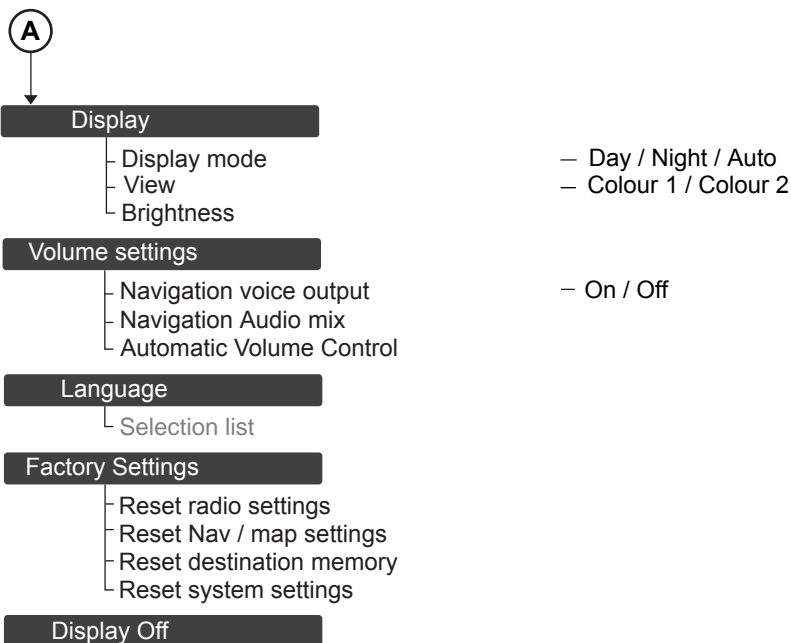 A
Display
Display mode – Day / Night / Auto
View – Colour 1 / Colour 2
Brightness
Volume settings
Navigation voice output – On / Off
Navigation Audio mix
Automatic Volume Control
Language
Selection list
Factory Settings
Reset radio settings
Reset Nav / map settings
Reset destination memory
Reset system settings
Display Off